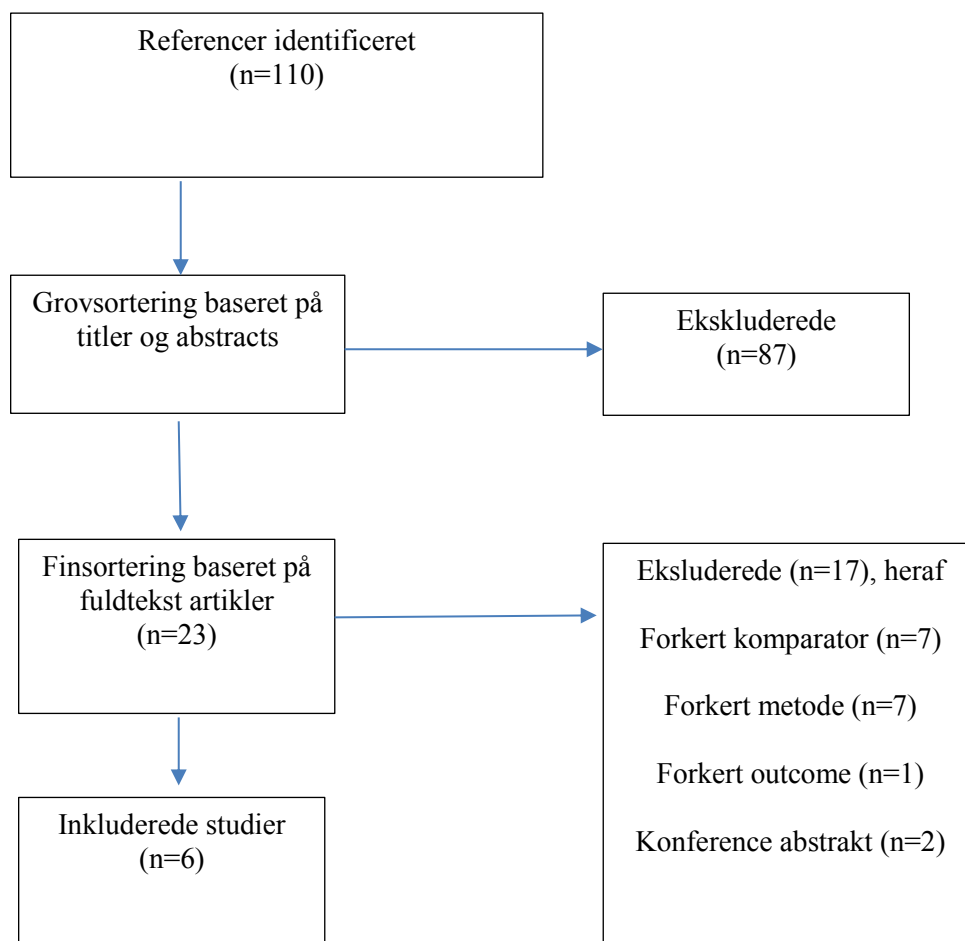 Referencer identificeret
(n=110)
Grovsortering baseret på
titler og abstracts
Ekskluderede
(n=87)
Finsortering baseret på
fuldtekst artikler
(n=23)
Eksluderede (n=17), heraf
Forkert komparator (n=7)
Forkert metode (n=7)
Forkert outcome (n=1)
Konference abstrakt (n=2)
Inkluderede studier
(n=6)